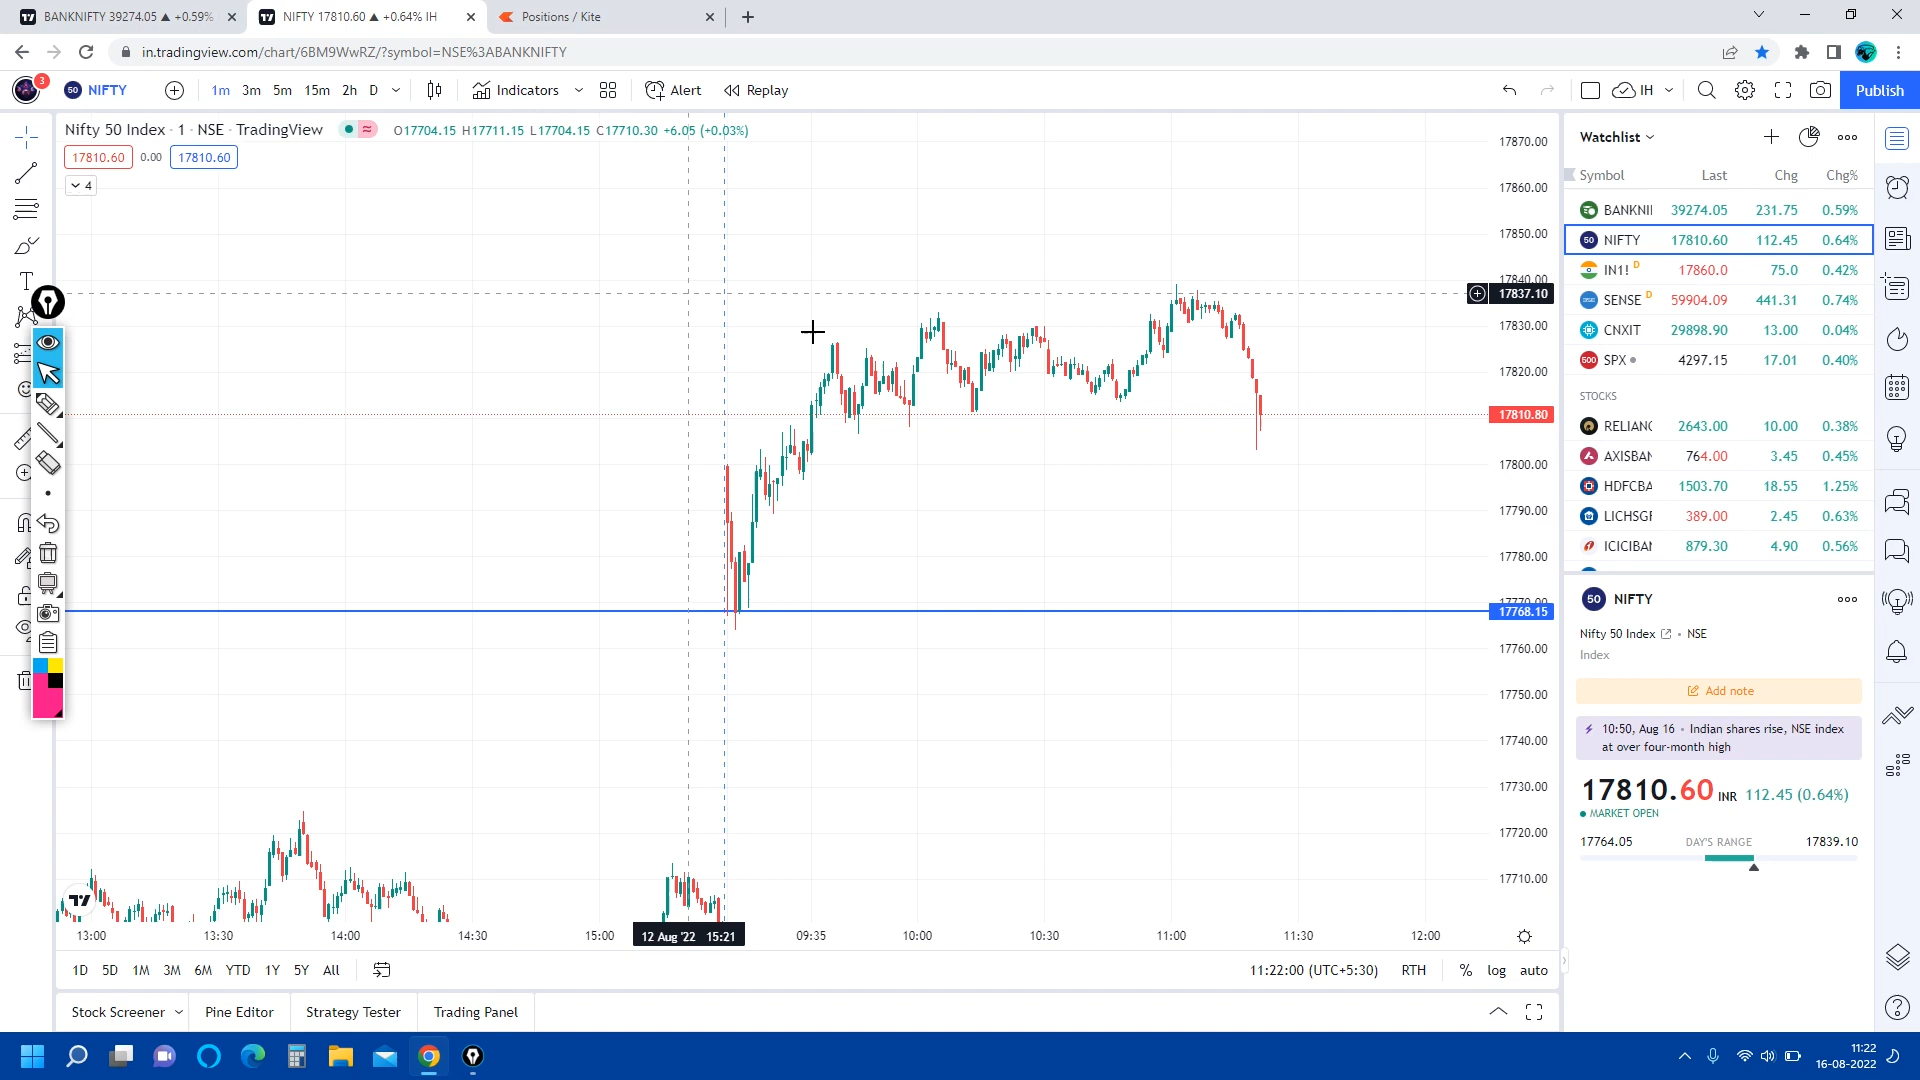 BANKNIFTY 39274.05 ▲ +0.59%
NIFTY 17810.60 ▲ +0.64% IH
Positions / Kite
in.tradingview.com/chart/6BM9WwRZ/?symbol=NSE%3ABANKNIFTY
3
50 NIFTY
1m 3m 5m 15m 2h D
Indicators
Alert
Replay
IH
Publish
Nifty 50 Index · 1 · NSE · TradingView
O17704.15 H17711.15 L17704.15 C17710.30 +6.05 (+0.03%)
17810.60 0.00 17810.60
4
17870.00
17860.00
17850.00
17840.00
17837.10
17830.00
17820.00
17810.80
17800.00
17790.00
17780.00
17770.00
17768.15
17760.00
17750.00
17740.00
17730.00
17720.00
17710.00
13:00 13:30 14:00 14:30 15:00 12 Aug '22 15:21 09:35 10:00 10:30 11:00 11:30 12:00
1D 5D 1M 3M 6M YTD 1Y 5Y All
11:22:00 (UTC+5:30) RTH % log auto
Stock Screener Pine Editor Strategy Tester Trading Panel
Watchlist
Symbol Last Chg Chg%
BANKNII 39274.05 231.75 0.59%
50 NIFTY 17810.60 112.45 0.64%
IN1! D 17860.0 75.0 0.42%
SENSE D 59904.09 441.31 0.74%
CNXIT 29898.90 13.00 0.04%
500 SPX 4297.15 17.01 0.40%
STOCKS
RELIANC 2643.00 10.00 0.38%
AXISBAN 764.00 3.45 0.45%
HDFCBA 1503.70 18.55 1.25%
LICHSGF 389.00 2.45 0.63%
ICICIBAN 879.30 4.90 0.56%
50 NIFTY
Nifty 50 Index • NSE
Index
Add note
10:50, Aug 16 • Indian shares rise, NSE index
at over four-month high
17810.60 INR 112.45 (0.64%)
MARKET OPEN
17764.05 DAY'S RANGE 17839.10
11:22
16-08-2022